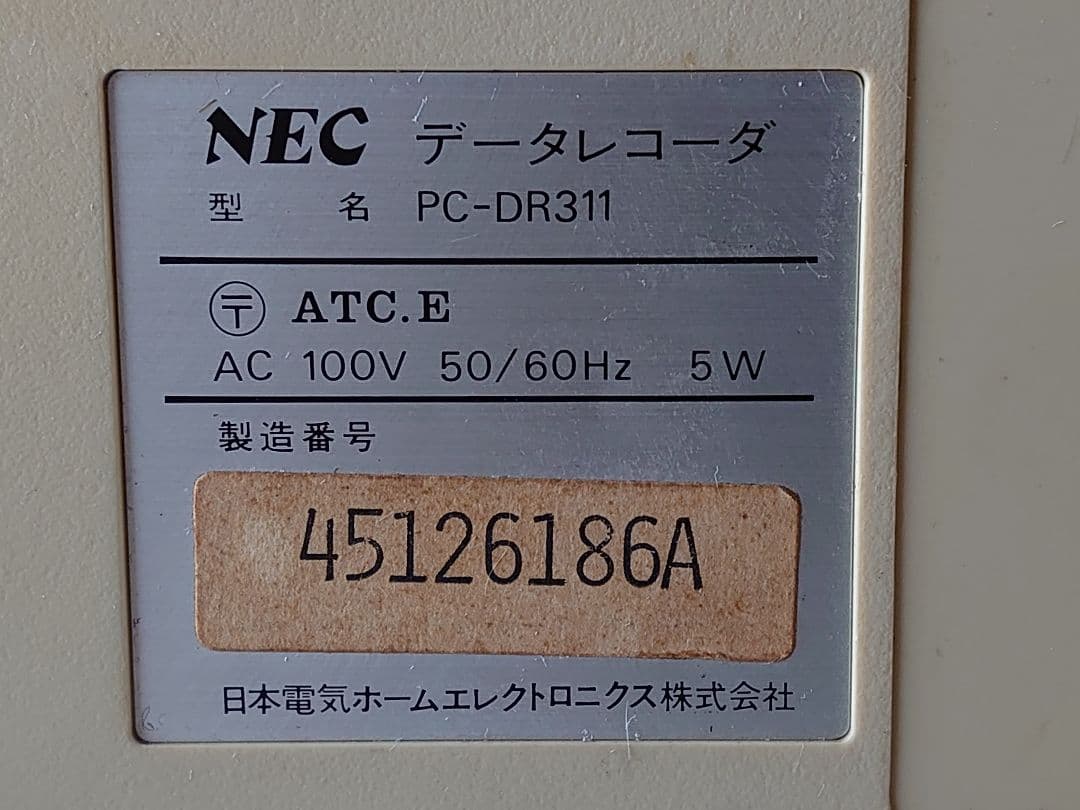 NEC データレコーダ
型名 PC-DR311
〶 ATC.E
AC 100V 50/60Hz 5W
製造番号
45126186A
日本電気ホームエレクトロニクス株式会社